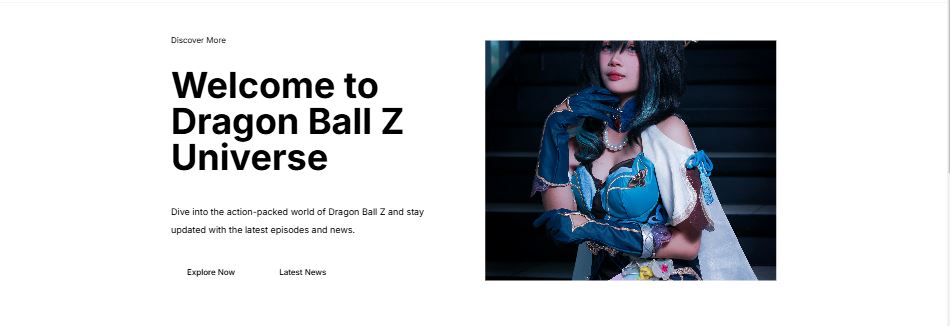 Discover More
Welcome to
Dragon Ball Z
Universe
Dive into the action-packed world of Dragon Ball Z and stay
updated with the latest episodes and news.
Explore Now
Latest News